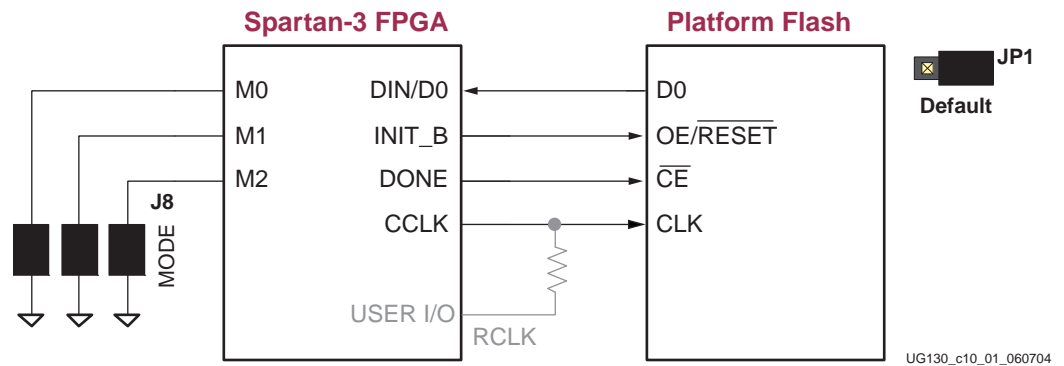 Spartan-3 FPGA
Platform Flash
JP1
Default
M0
DIN/D0
D0
M1
INIT_B
OE/RESET
M2
DONE
CE
J8
MODE
CCLK
CLK
USER I/O
RCLK
UG130_c10_01_060704